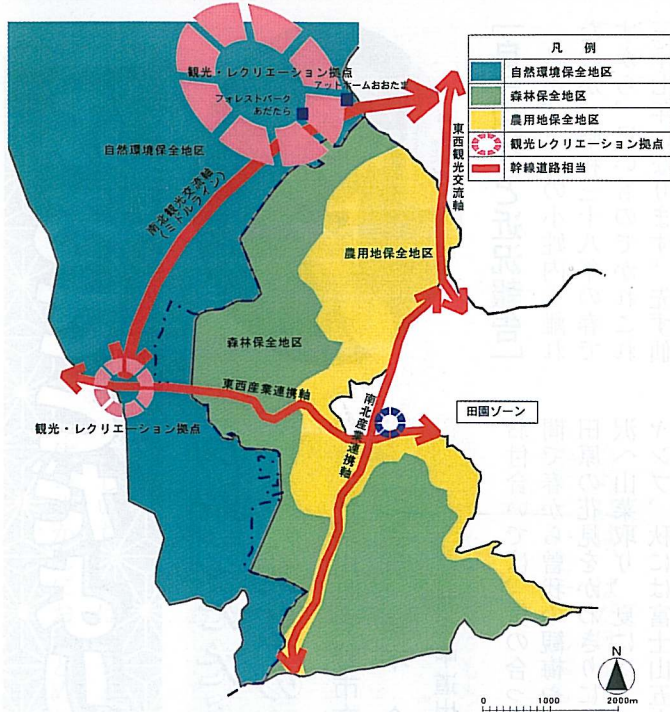 凡 例
自然環境保全地区
森林保全地区
農用地保全地区
観光レクリエーション拠点
幹線道路相当
観光・レクリエーション拠点
アットホームおおたま
フォレストパーク
あだたら
自然環境保全地区
南北観光交流軸
(ミドルライン)
東西観光交流軸
農用地保全地区
森林保全地区
東西産業連携軸
南北産業連携軸
田園ゾーン
観光・レクリエーション拠点
N
0 1000 2000m